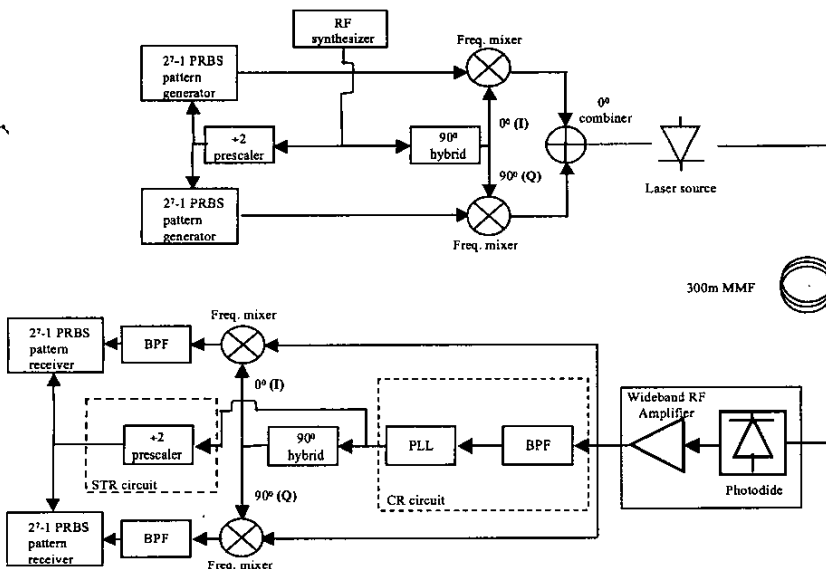 RF
synthesizer
Freq. mixer
2⁷-1 PRBS
pattern
generator
0⁰
combiner
0⁰ (I)
+2
prescaler
90⁰
hybrid
90⁰ (Q)
Laser source
2⁷-1 PRBS
pattern
generator
Freq. mixer
300m MMF
Freq. mixer
2⁷-1 PRBS
pattern
receiver
BPF
0⁰ (I)
Wideband RF
Amplifier
+2
prescaler
90⁰
hybrid
PLL
BPF
STR circuit
90⁰ (Q)
CR circuit
Photodide
2⁷-1 PRBS
pattern
receiver
BPF
Freq. mixer